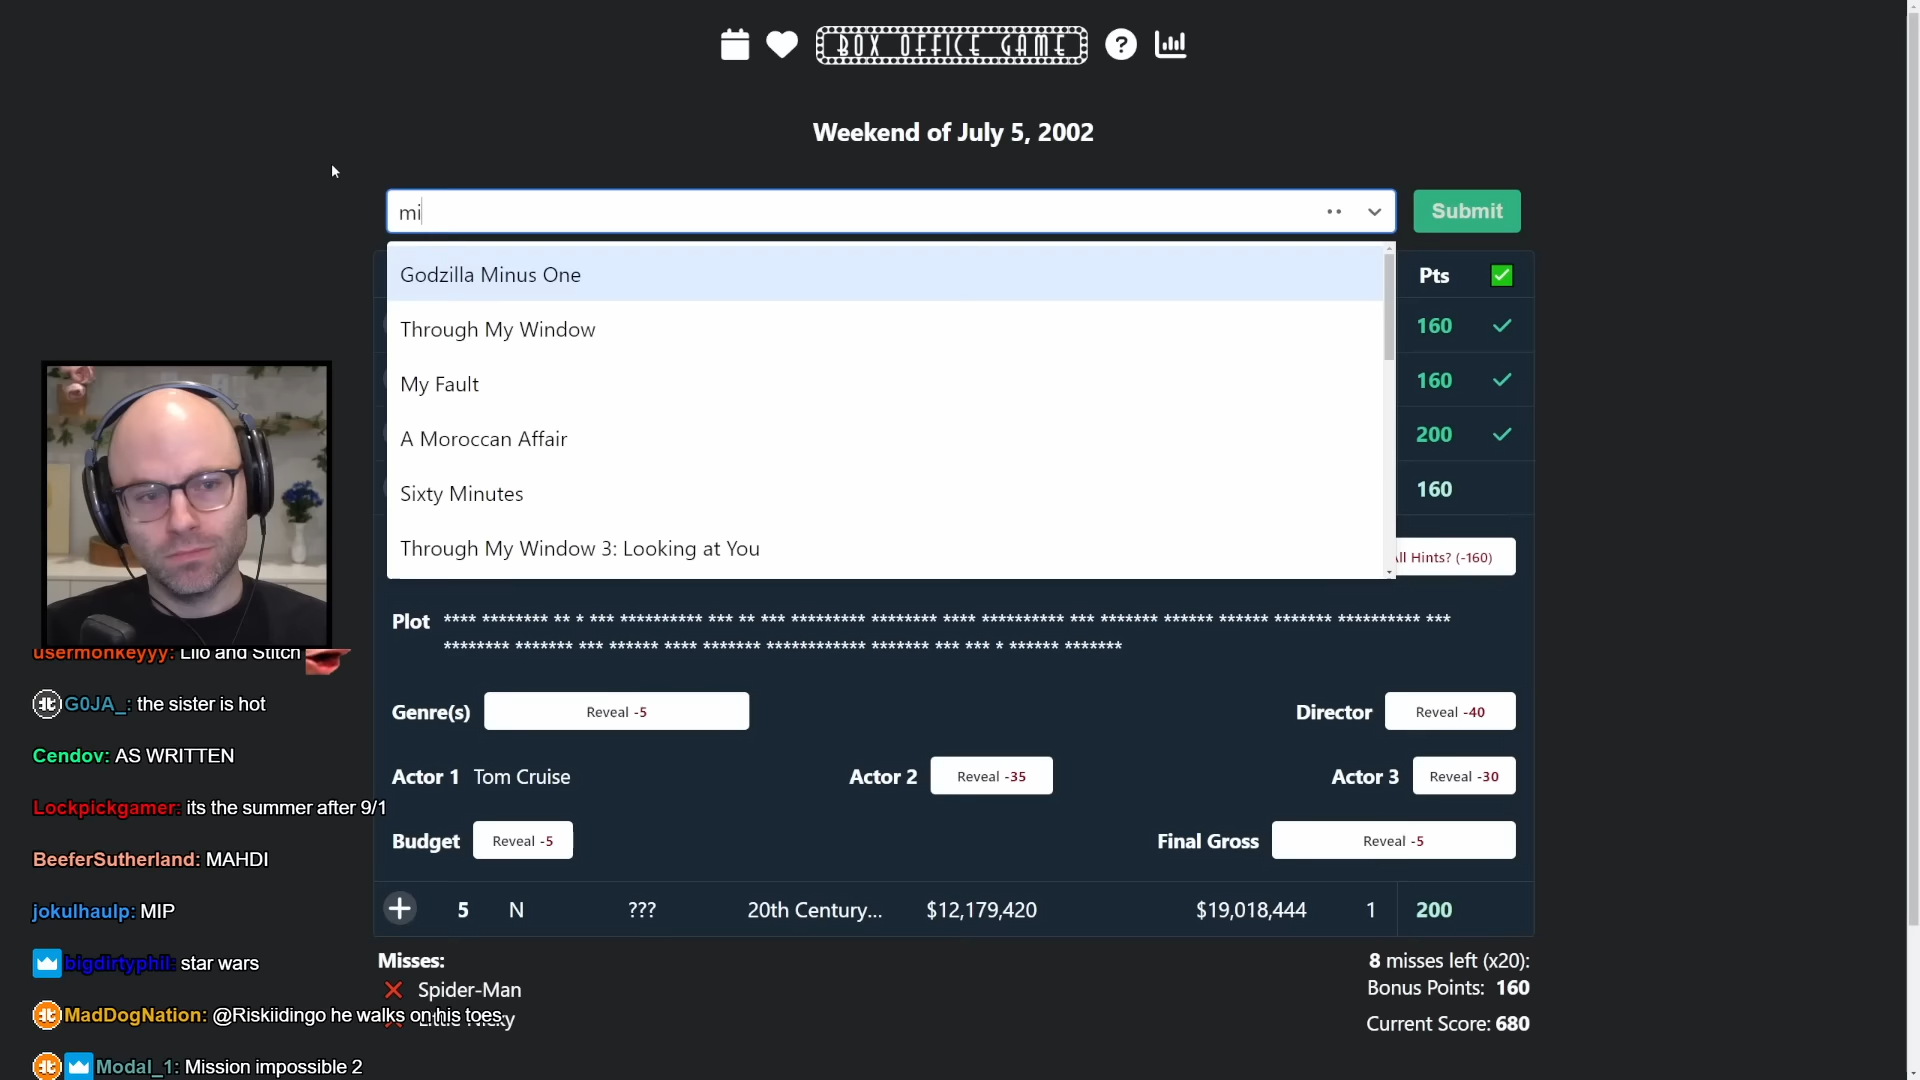 BOX OFFICE GAME
Weekend of July 5, 2002
mi
Submit
Godzilla Minus One
Through My Window
My Fault
A Moroccan Affair
Sixty Minutes
Through My Window 3: Looking at You
Pts
160
160
200
160
All Hints? (-160)
Plot **** ******** ** * *** ********** *** ** *** ********* ******** **** ********** *** ******* ****** ****** ******* ********** ***
******** ******* *** ****** **** ******* ************ ******* *** *** * ****** *******
Genre(s) Reveal -5 Director Reveal -40
Actor 1 Tom Cruise Actor 2 Reveal -35 Actor 3 Reveal -30
Budget Reveal -5 Final Gross Reveal -5
5 N ??? 20th Century... $12,179,420 $19,018,444 1 200
Misses:
Spider-Man
Little Nicky
8 misses left (x20):
Bonus Points: 160
Current Score: 680
usermonkeyyy: Lilo and Stitch
G0JA_: the sister is hot
Cendov: AS WRITTEN
Lockpickgamer: its the summer after 9/1
BeeferSutherland: MAHDI
jokulhaulp: MIP
bigdirtyphil: star wars
MadDogNation: @Riskiidingo he walks on his toes
Modal_1: Mission impossible 2